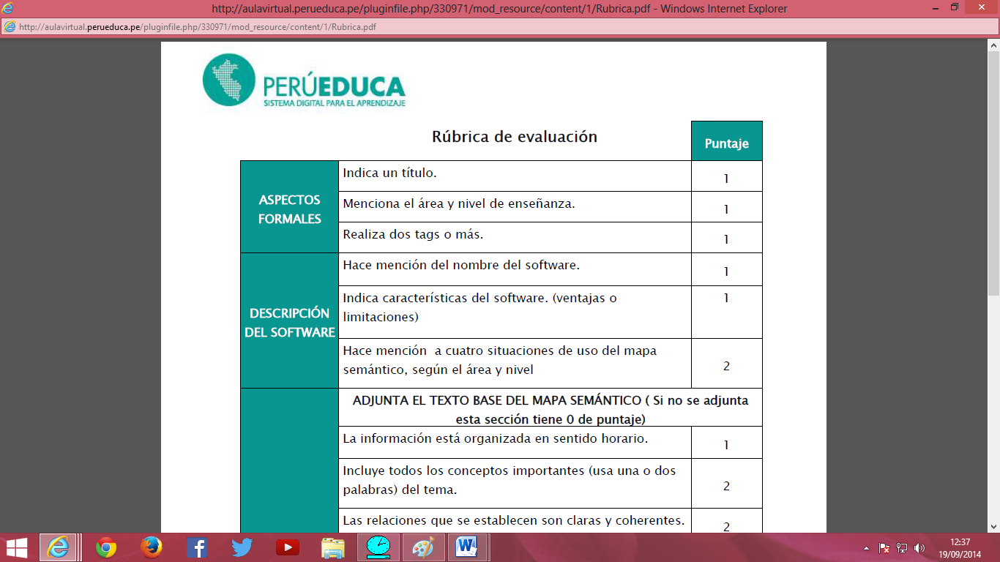 http://aulavirtual.perueduca.pe/pluginfile.php/330971/mod_resource/content/1/Rubrica.pdf - Windows Internet Explorer
http://aulavirtual.perueduca.pe/pluginfile.php/330971/mod_resource/content/1/Rubrica.pdf
PERÚEDUCA
SISTEMA DIGITAL PARA EL APRENDIZAJE
Rúbrica de evaluación
Puntaje
ASPECTOS
FORMALES
Indica un título.
1
Menciona el área y nivel de enseñanza.
1
Realiza dos tags o más.
1
DESCRIPCIÓN
DEL SOFTWARE
Hace mención del nombre del software.
1
Indica características del software. (ventajas o
limitaciones)
1
Hace mención a cuatro situaciones de uso del mapa
semántico, según el área y nivel
2
ADJUNTA EL TEXTO BASE DEL MAPA SEMÁNTICO ( Si no se adjunta
esta sección tiene 0 de puntaje)
La información está organizada en sentido horario.
1
Incluye todos los conceptos importantes (usa una o dos
palabras) del tema.
2
Las relaciones que se establecen son claras y coherentes.
2
12:37
19/09/2014